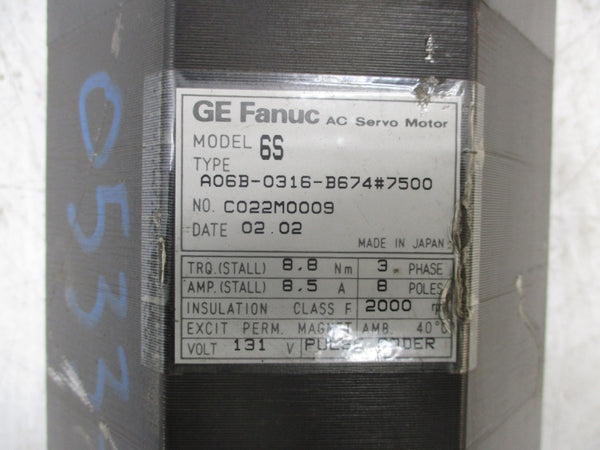 GE Fanuc AC Servo Motor
MODEL 6S
TYPE
A06B-0316-B674#7500
NO. C022M0009
DATE 02.02
MADE IN JAPAN
TRQ.(STALL) 8.8 Nm 3 PHASE
AMP.(STALL) 8.5 A 8 POLES
INSULATION CLASS F 2000
EXCIT PERM. MAGNET AMB. 40°C
VOLT 131 V
0533